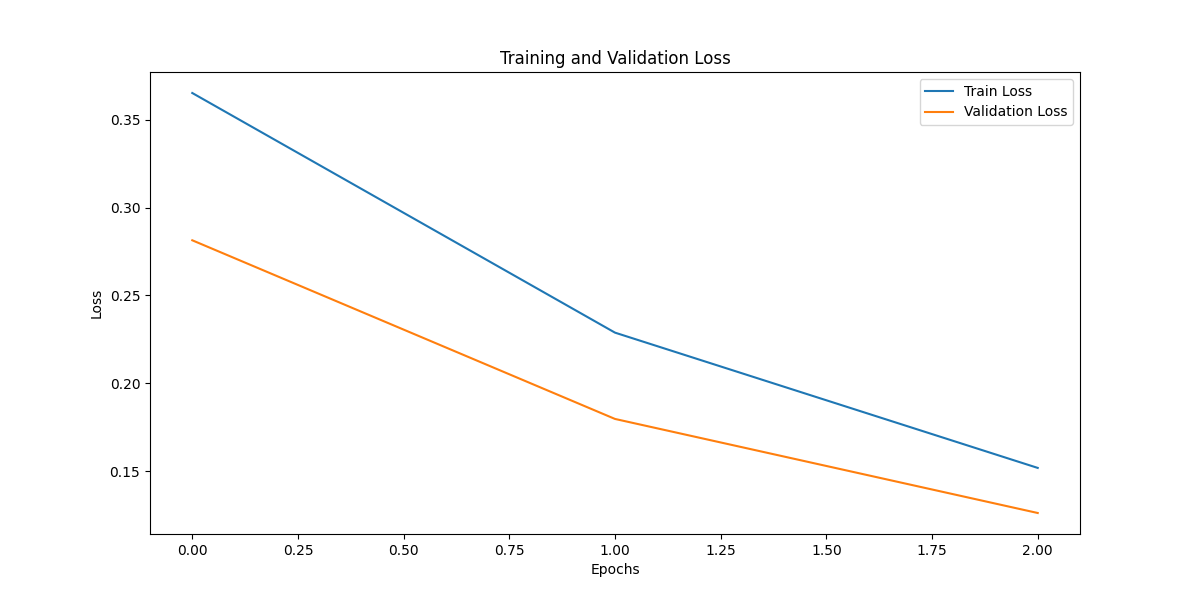 Training and Validation Loss
Train Loss
Validation Loss
0.35
0.30
0.25
0.20
0.15
Loss
0.00 0.25 0.50 0.75 1.00 1.25 1.50 1.75 2.00
Epochs